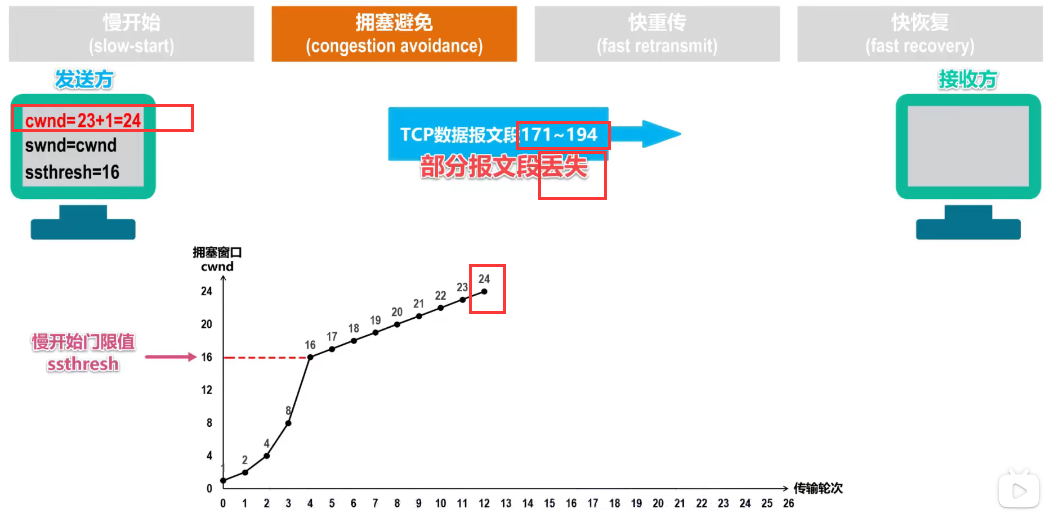 慢开始
(slow-start)
拥塞避免
(congestion avoidance)
快重传
(fast retransmit)
快恢复
(fast recovery)
发送方
接收方
cwnd=23+1=24
swnd=cwnd
ssthresh=16
TCP数据报文段171~194
部分报文段丢失
拥塞窗口
cwnd
24
20
16
12
8
4
0
慢开始门限值
ssthresh
2
4
8
16
17
18
19
20
21
22
23
24
0 1 2 3 4 5 6 7 8 9 10 11 12 13 14 15 16 17 18 19 20 21 22 23 24 25 26
传输轮次